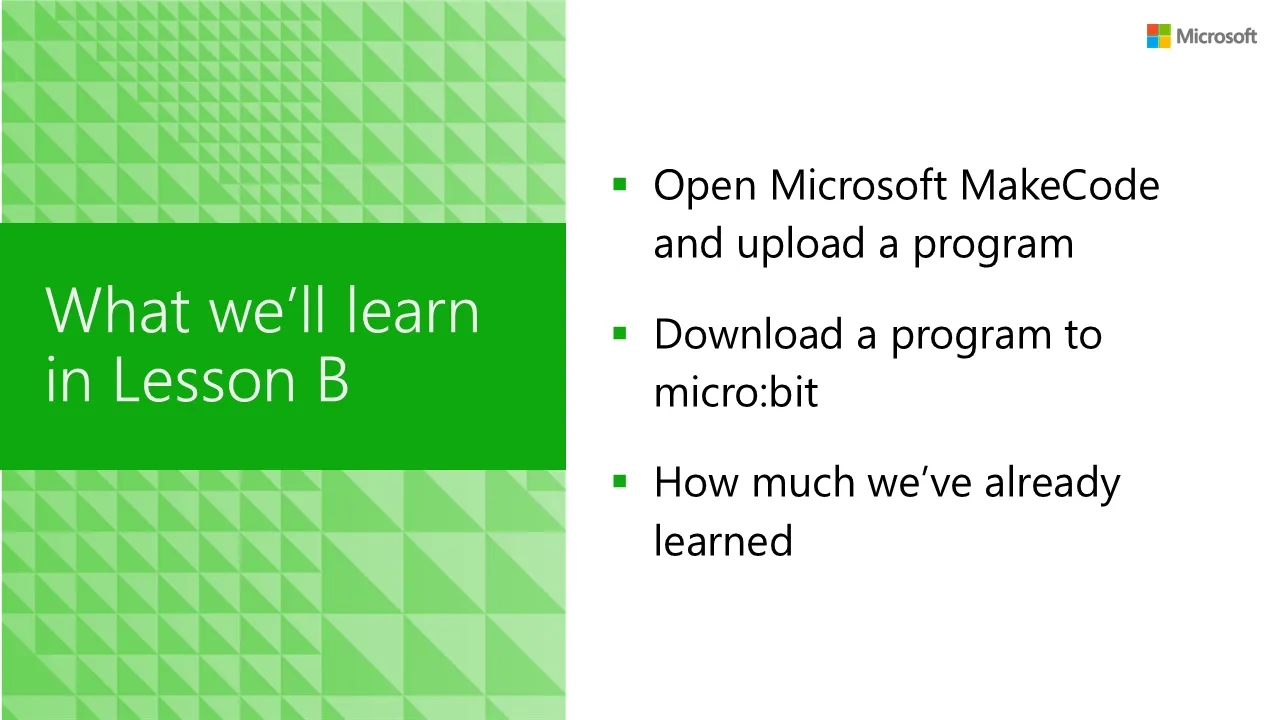 Microsoft
What we’ll learn
in Lesson B
Open Microsoft MakeCode
and upload a program
Download a program to
micro:bit
How much we’ve already
learned